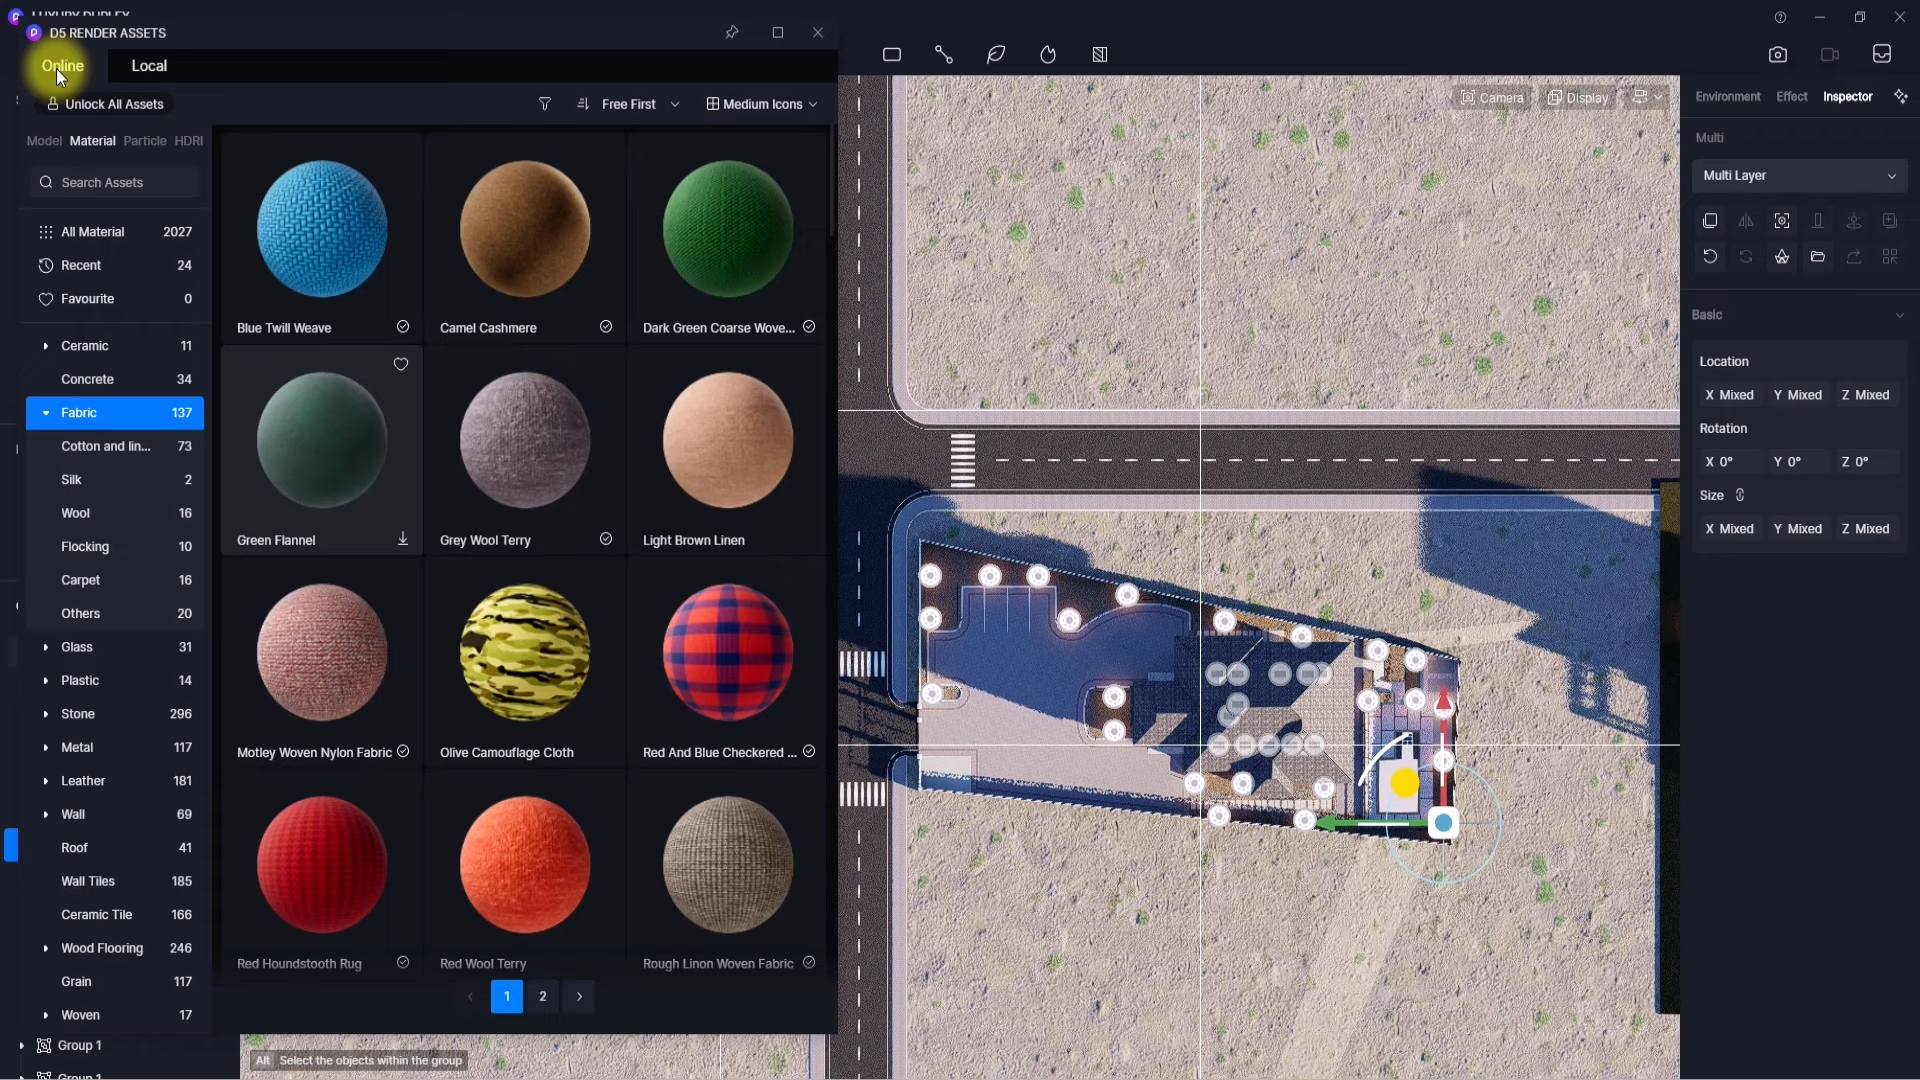 D5 RENDER ASSETS
Online
Local
Unlock All Assets
Free First
Medium Icons
Model
Material
Particle
HDRI
Search Assets
All Material 2027
Recent 24
Favourite 0
Ceramic 11
Concrete 34
Fabric 137
Cotton and lin... 73
Silk 2
Wool 16
Flocking 10
Carpet 16
Others 20
Glass 31
Plastic 14
Stone 296
Metal 117
Leather 181
Wall 69
Roof 41
Wall Tiles 185
Ceramic Tile 166
Wood Flooring 246
Grain 117
Woven 17
Group 1
Group 1
Blue Twill Weave
Camel Cashmere
Dark Green Coarse Wove...
Green Flannel
Grey Wool Terry
Light Brown Linen
Motley Woven Nylon Fabric
Olive Camouflage Cloth
Red And Blue Checkered ...
Red Houndstooth Rug
Red Wool Terry
Rough Linon Woven Fabric
1
2
Alt Select the objects within the group
Camera
Display
Environment
Effect
Inspector
Multi
Multi Layer
Basic
Location
X Mixed Y Mixed Z Mixed
Rotation
X 0° Y 0° Z 0°
Size
X Mixed Y Mixed Z Mixed